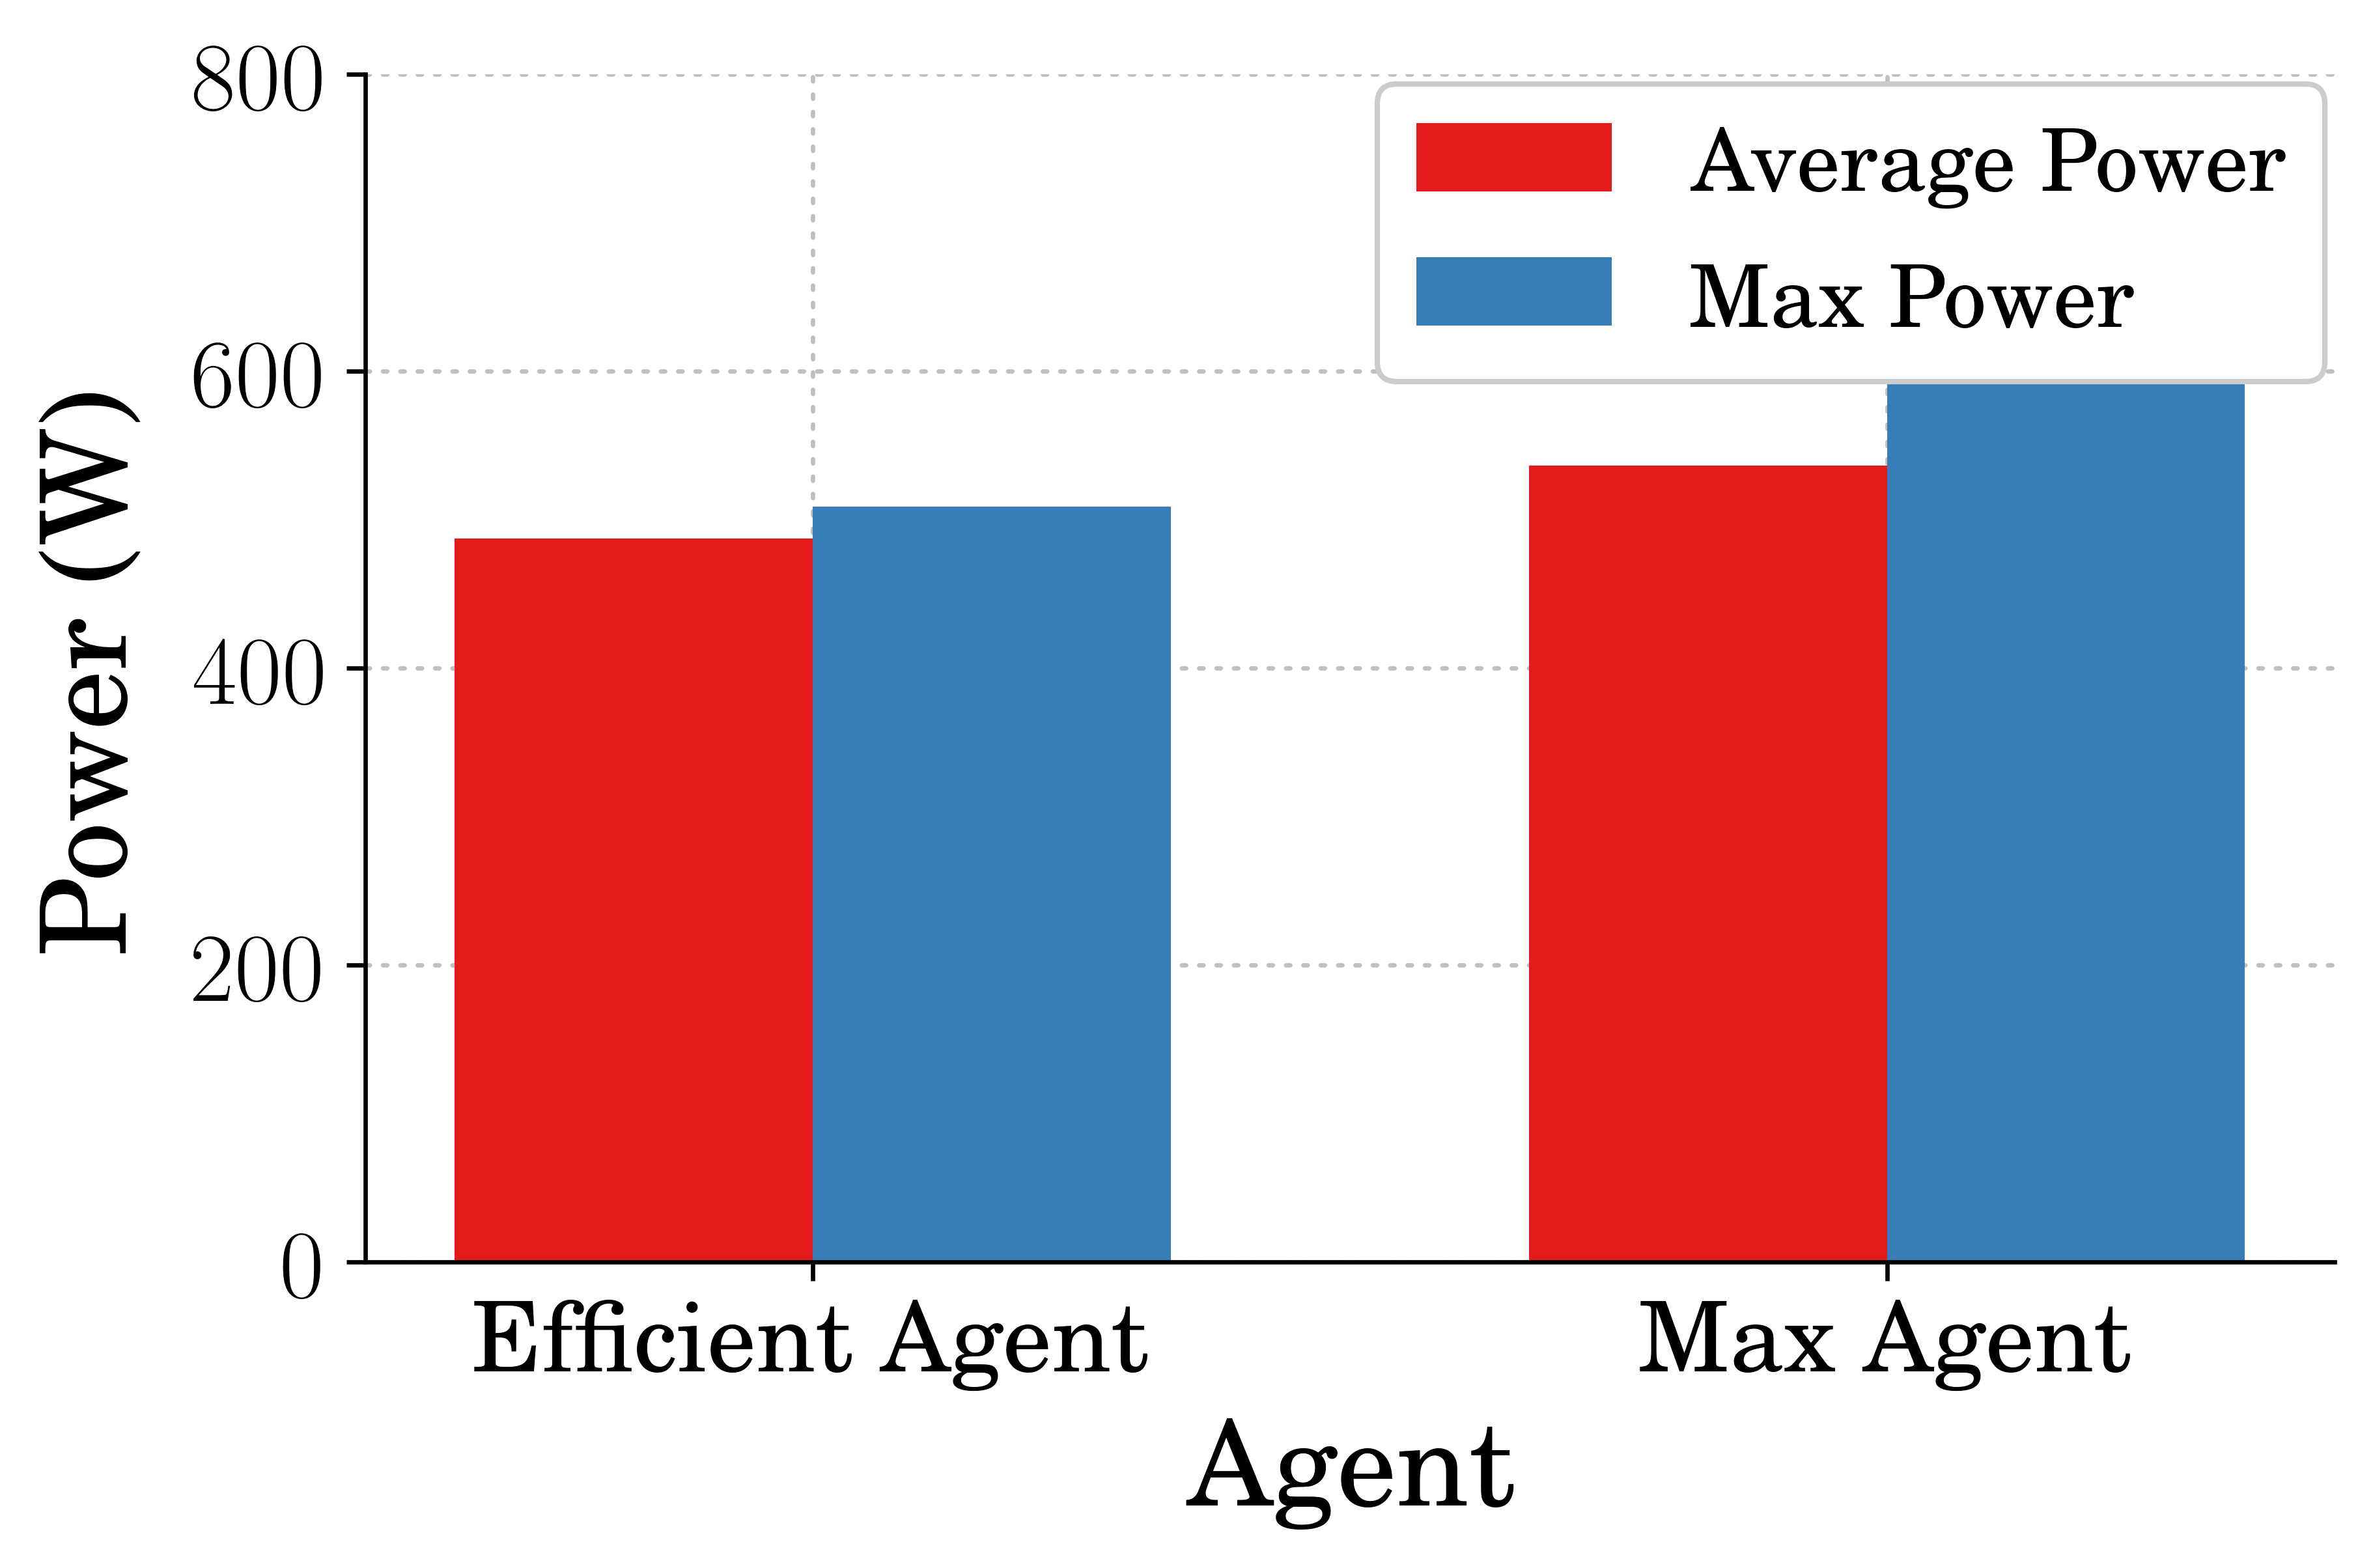 800
600
400
200
0
Power (W)
Average Power
Max Power
Efficient Agent
Max Agent
Agent